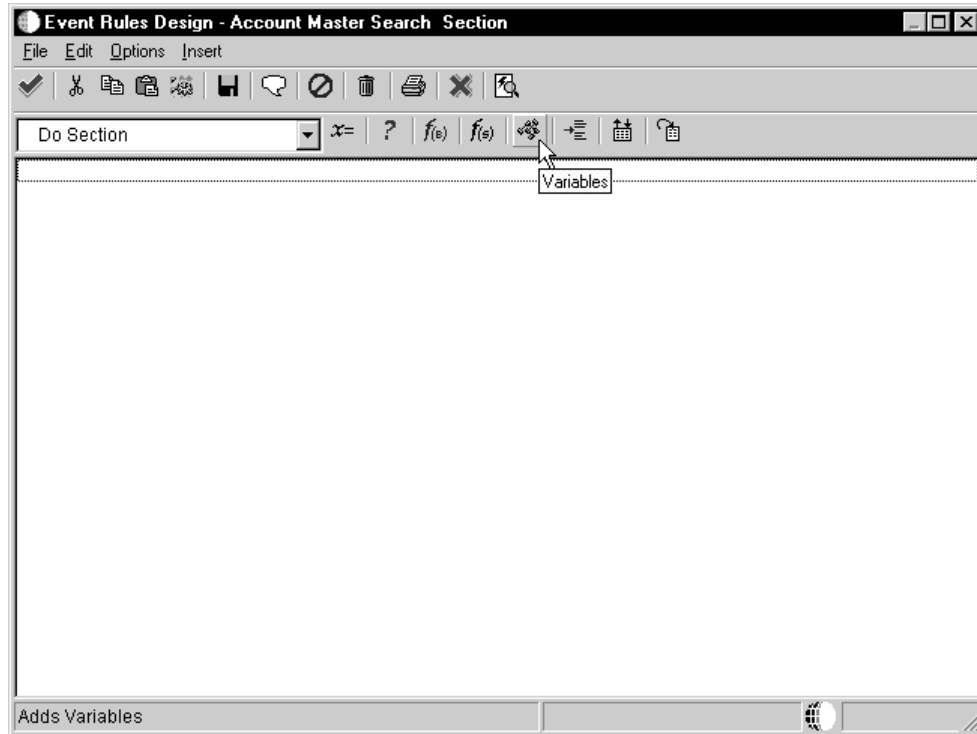 Event Rules Design - Account Master Search Section
File Edit Options Insert
Do Section x= ? f(B) f(s)
Variables
Adds Variables